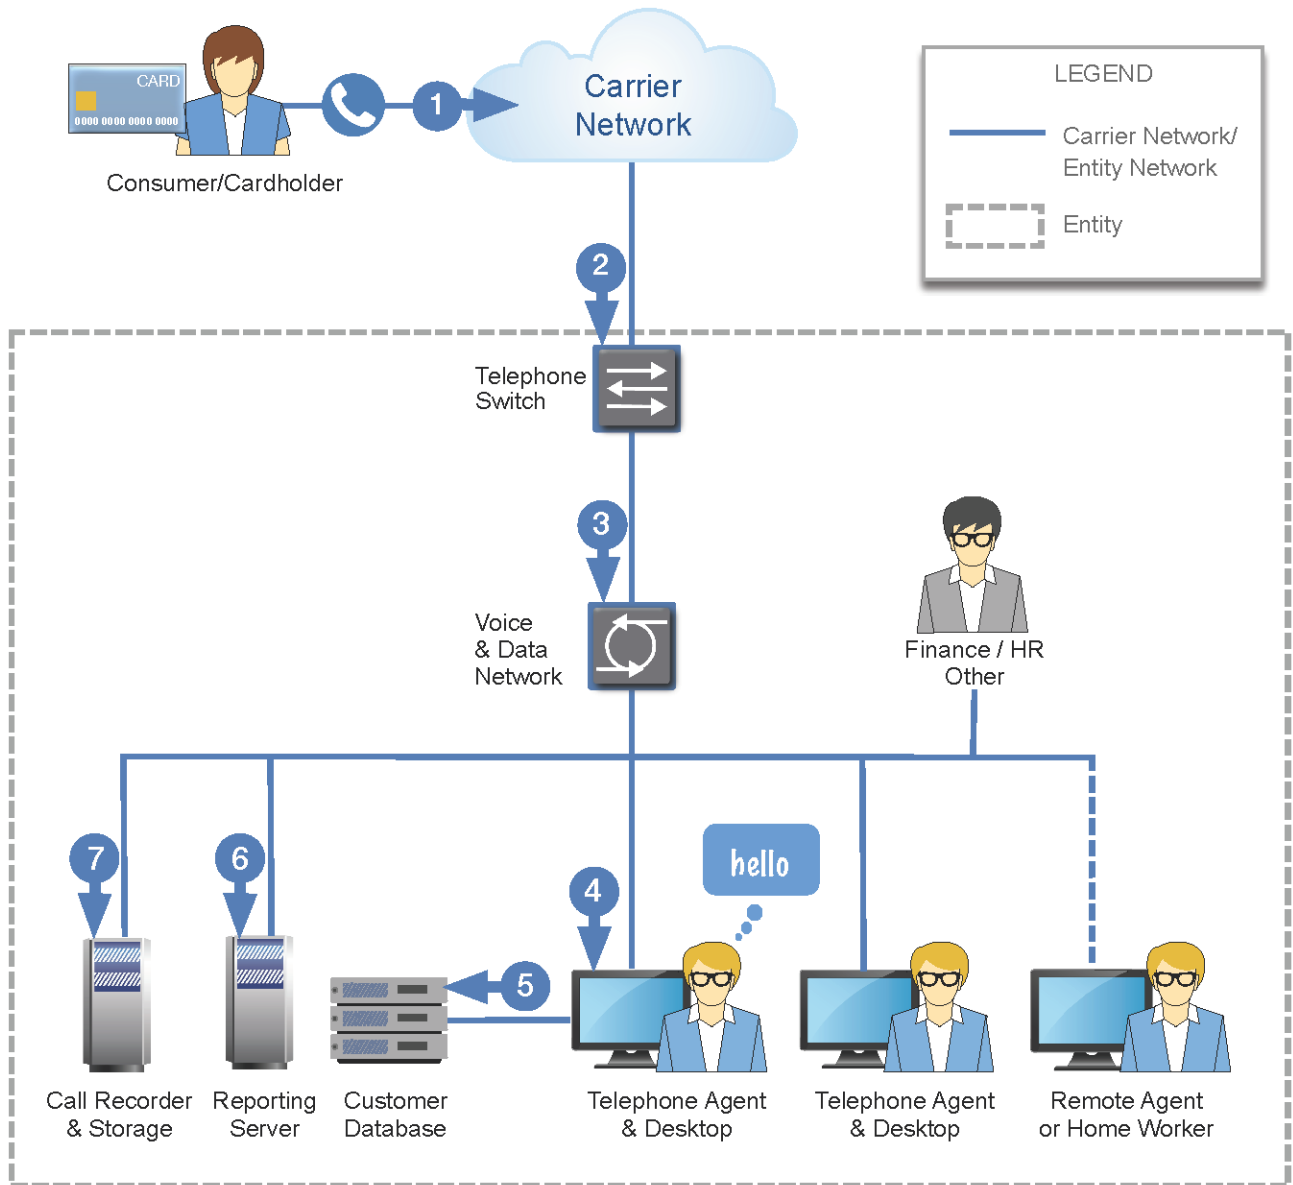 CARD
0000 0000 0000 0000
Consumer/Cardholder
1
Carrier
Network
LEGEND
Carrier Network/
Entity Network
Entity
2
Telephone
Switch
3
Voice
& Data
Network
Finance / HR
Other
7
6
hello
4
5
Call Recorder
& Storage
Reporting
Server
Customer
Database
Telephone Agent
& Desktop
Telephone Agent
& Desktop
Remote Agent
or Home Worker